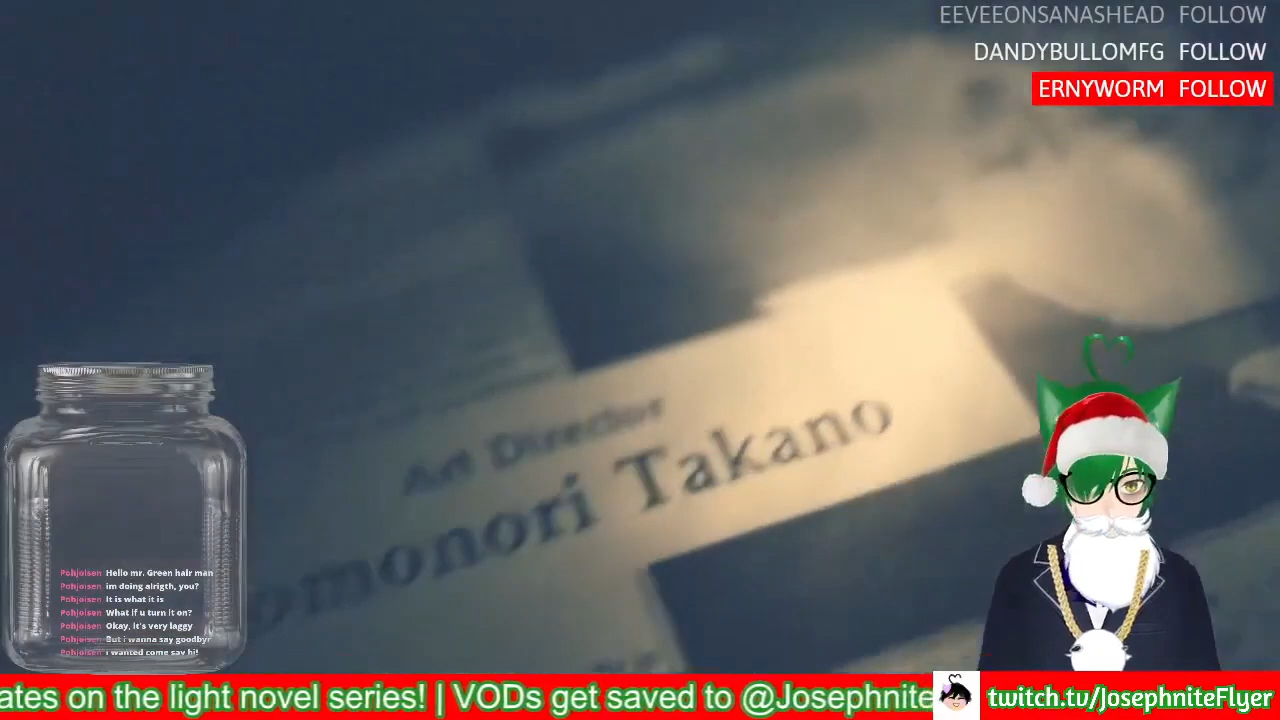 EEVEEONSANASHEAD FOLLOW
DANDYBULLOMFG FOLLOW
ERNYWORM FOLLOW
Art Director
omonori Takano
Pohjoisen Hello mr. Green hair man
Pohjoisen im doing alrigth, you?
Pohjoisen It is what it is
Pohjoisen What if u turn it on?
Pohjoisen Okay, it's very laggy
Pohjoisen But i wanna say goodbyr
Pohjoisen i wanted come say hi!
ates on the light novel series! | VODs get saved to @Josephnite
twitch.tv/JosephniteFlyer